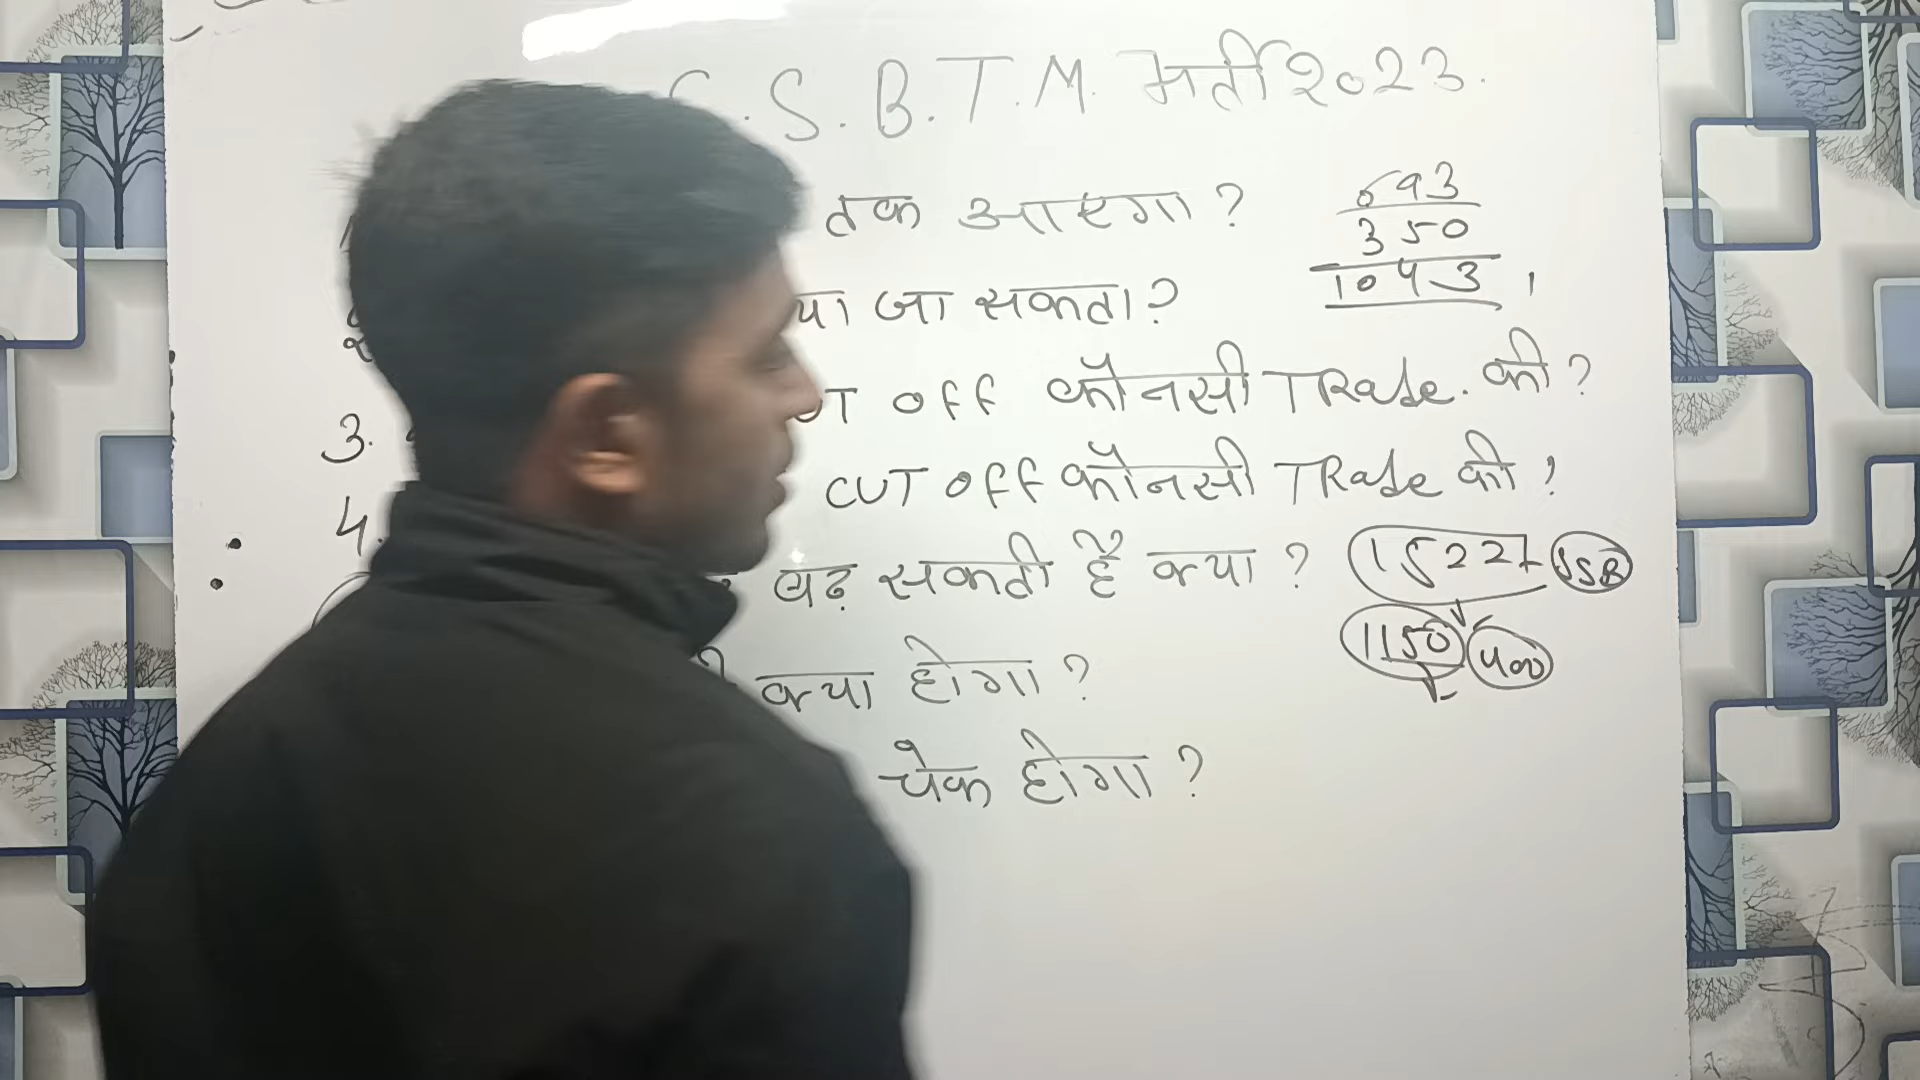 S.B.T.M. भर्ती 2023.
तक आएगा? 693
350
जा सकता? 1043
3. OFF कौनसी TRade. की?
4. CUT OFF कौनसी TRade की?
बढ़ सकती है क्या? 1522 SSB
1150 400
क्या होगा?
चेक होगा?